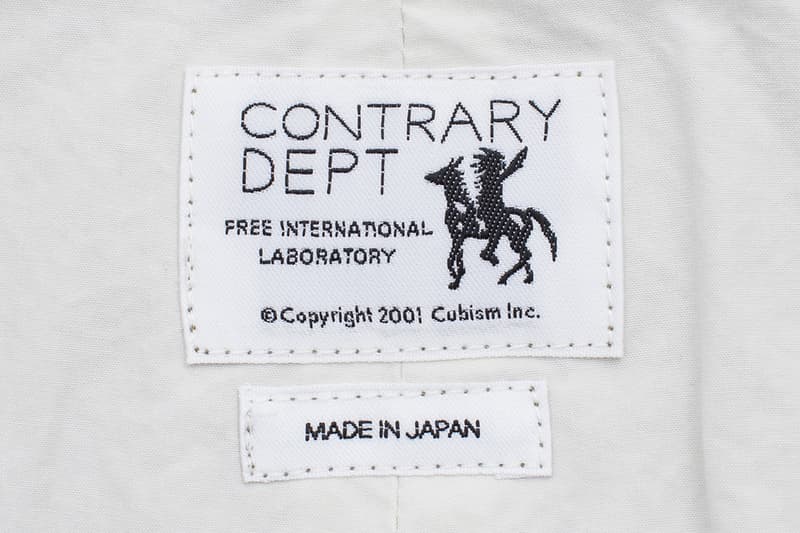 CONTRARY
DEPT
FREE INTERNATIONAL
LABORATORY
©Copyright 2001 Cubism Inc.
MADE IN JAPAN